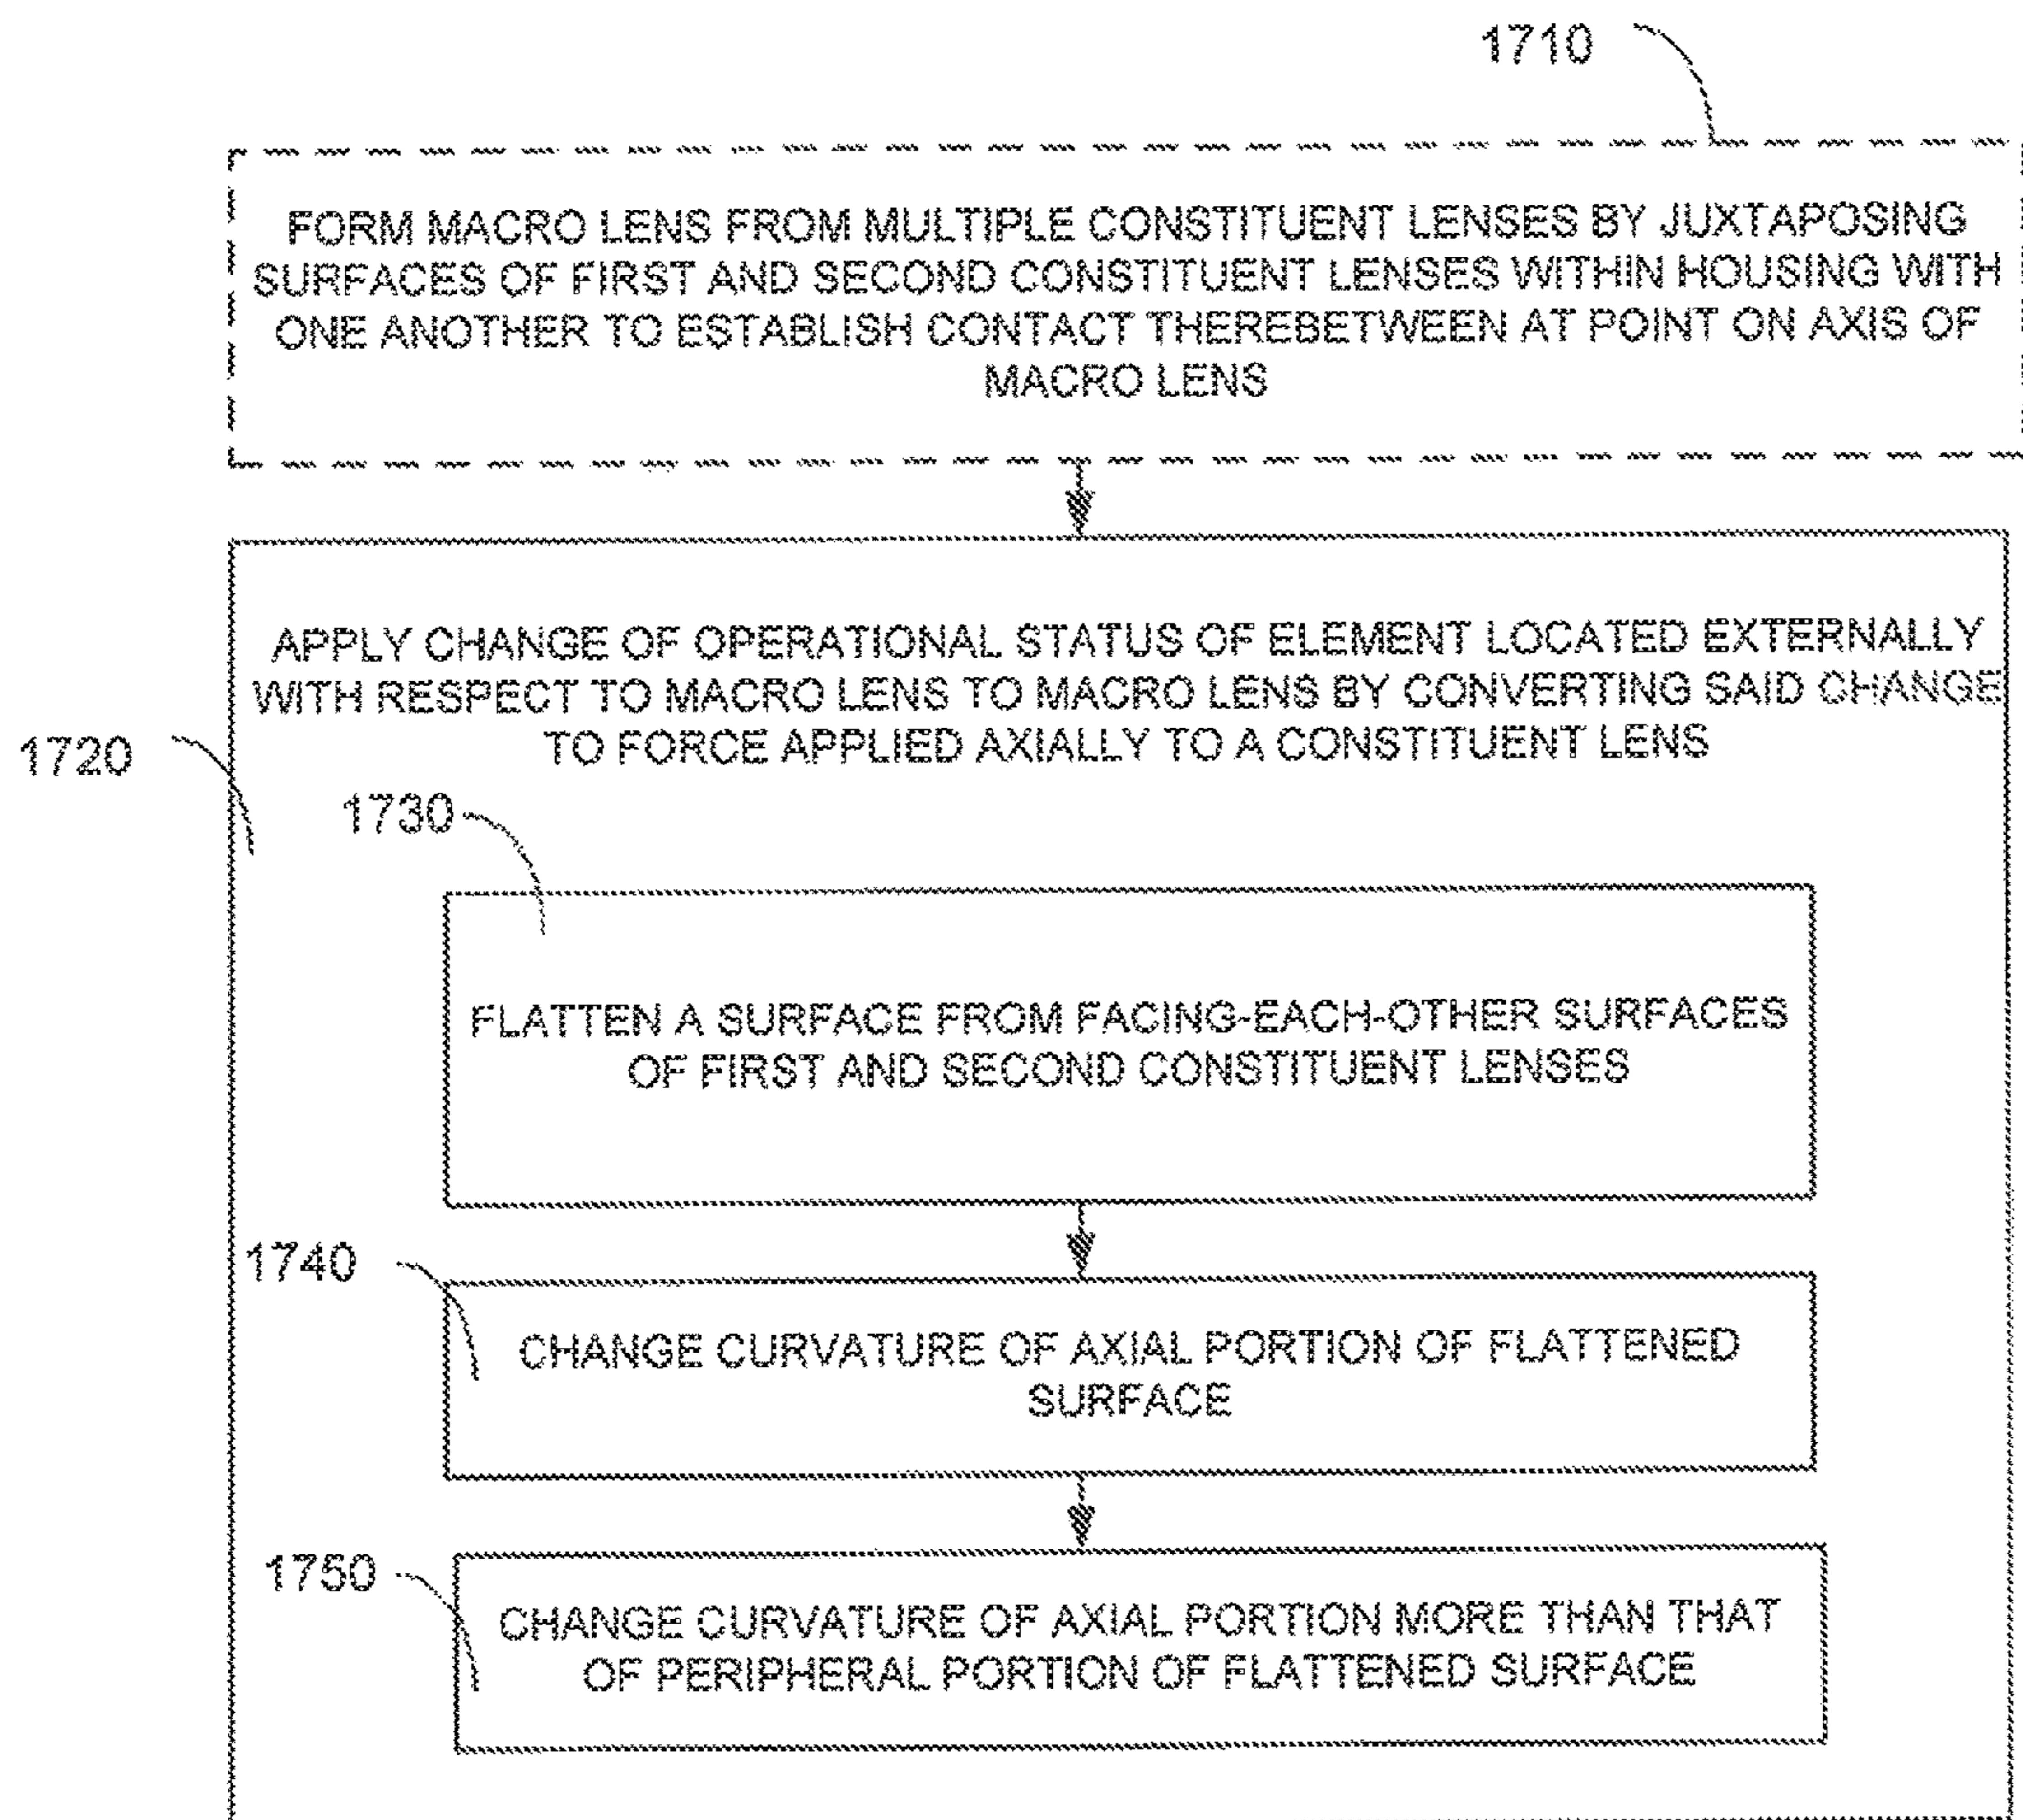 1710
FORM MACRO LENS FROM MULTIPLE CONSTITUENT LENSES BY JUXTAPOSING
SURFACES OF FIRST AND SECOND CONSTITUENT LENSES WITHIN HOUSING WITH
ONE ANOTHER TO ESTABLISH CONTACT THEREBETWEEN AT POINT ON AXIS OF
MACRO LENS
APPLY CHANGE OF OPERATIONAL STATUS OF ELEMENT LOCATED EXTERNALLY
WITH RESPECT TO MACRO LENS TO MACRO LENS BY CONVERTING SAID CHANGE
TO FORCE APPLIED AXIALLY TO A CONSTITUENT LENS
1720
1730
FLATTEN A SURFACE FROM FACING-EACH-OTHER SURFACES
OF FIRST AND SECOND CONSTITUENT LENSES
1740
CHANGE CURVATURE OF AXIAL PORTION OF FLATTENED
SURFACE
1750
CHANGE CURVATURE OF AXIAL PORTION MORE THAN THAT
OF PERIPHERAL PORTION OF FLATTENED SURFACE